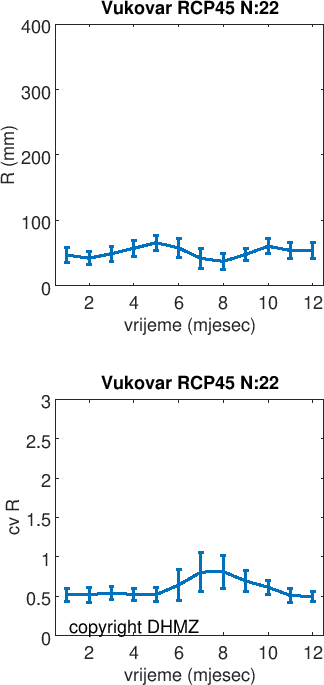 Vukovar RCP45 N:22
400
300
200
100
0
R (mm)
2 4 6 8 10 12
vrijeme (mjesec)
Vukovar RCP45 N:22
3
2.5
2
1.5
1
0.5
0
cv R
copyright DHMZ
2 4 6 8 10 12
vrijeme (mjesec)